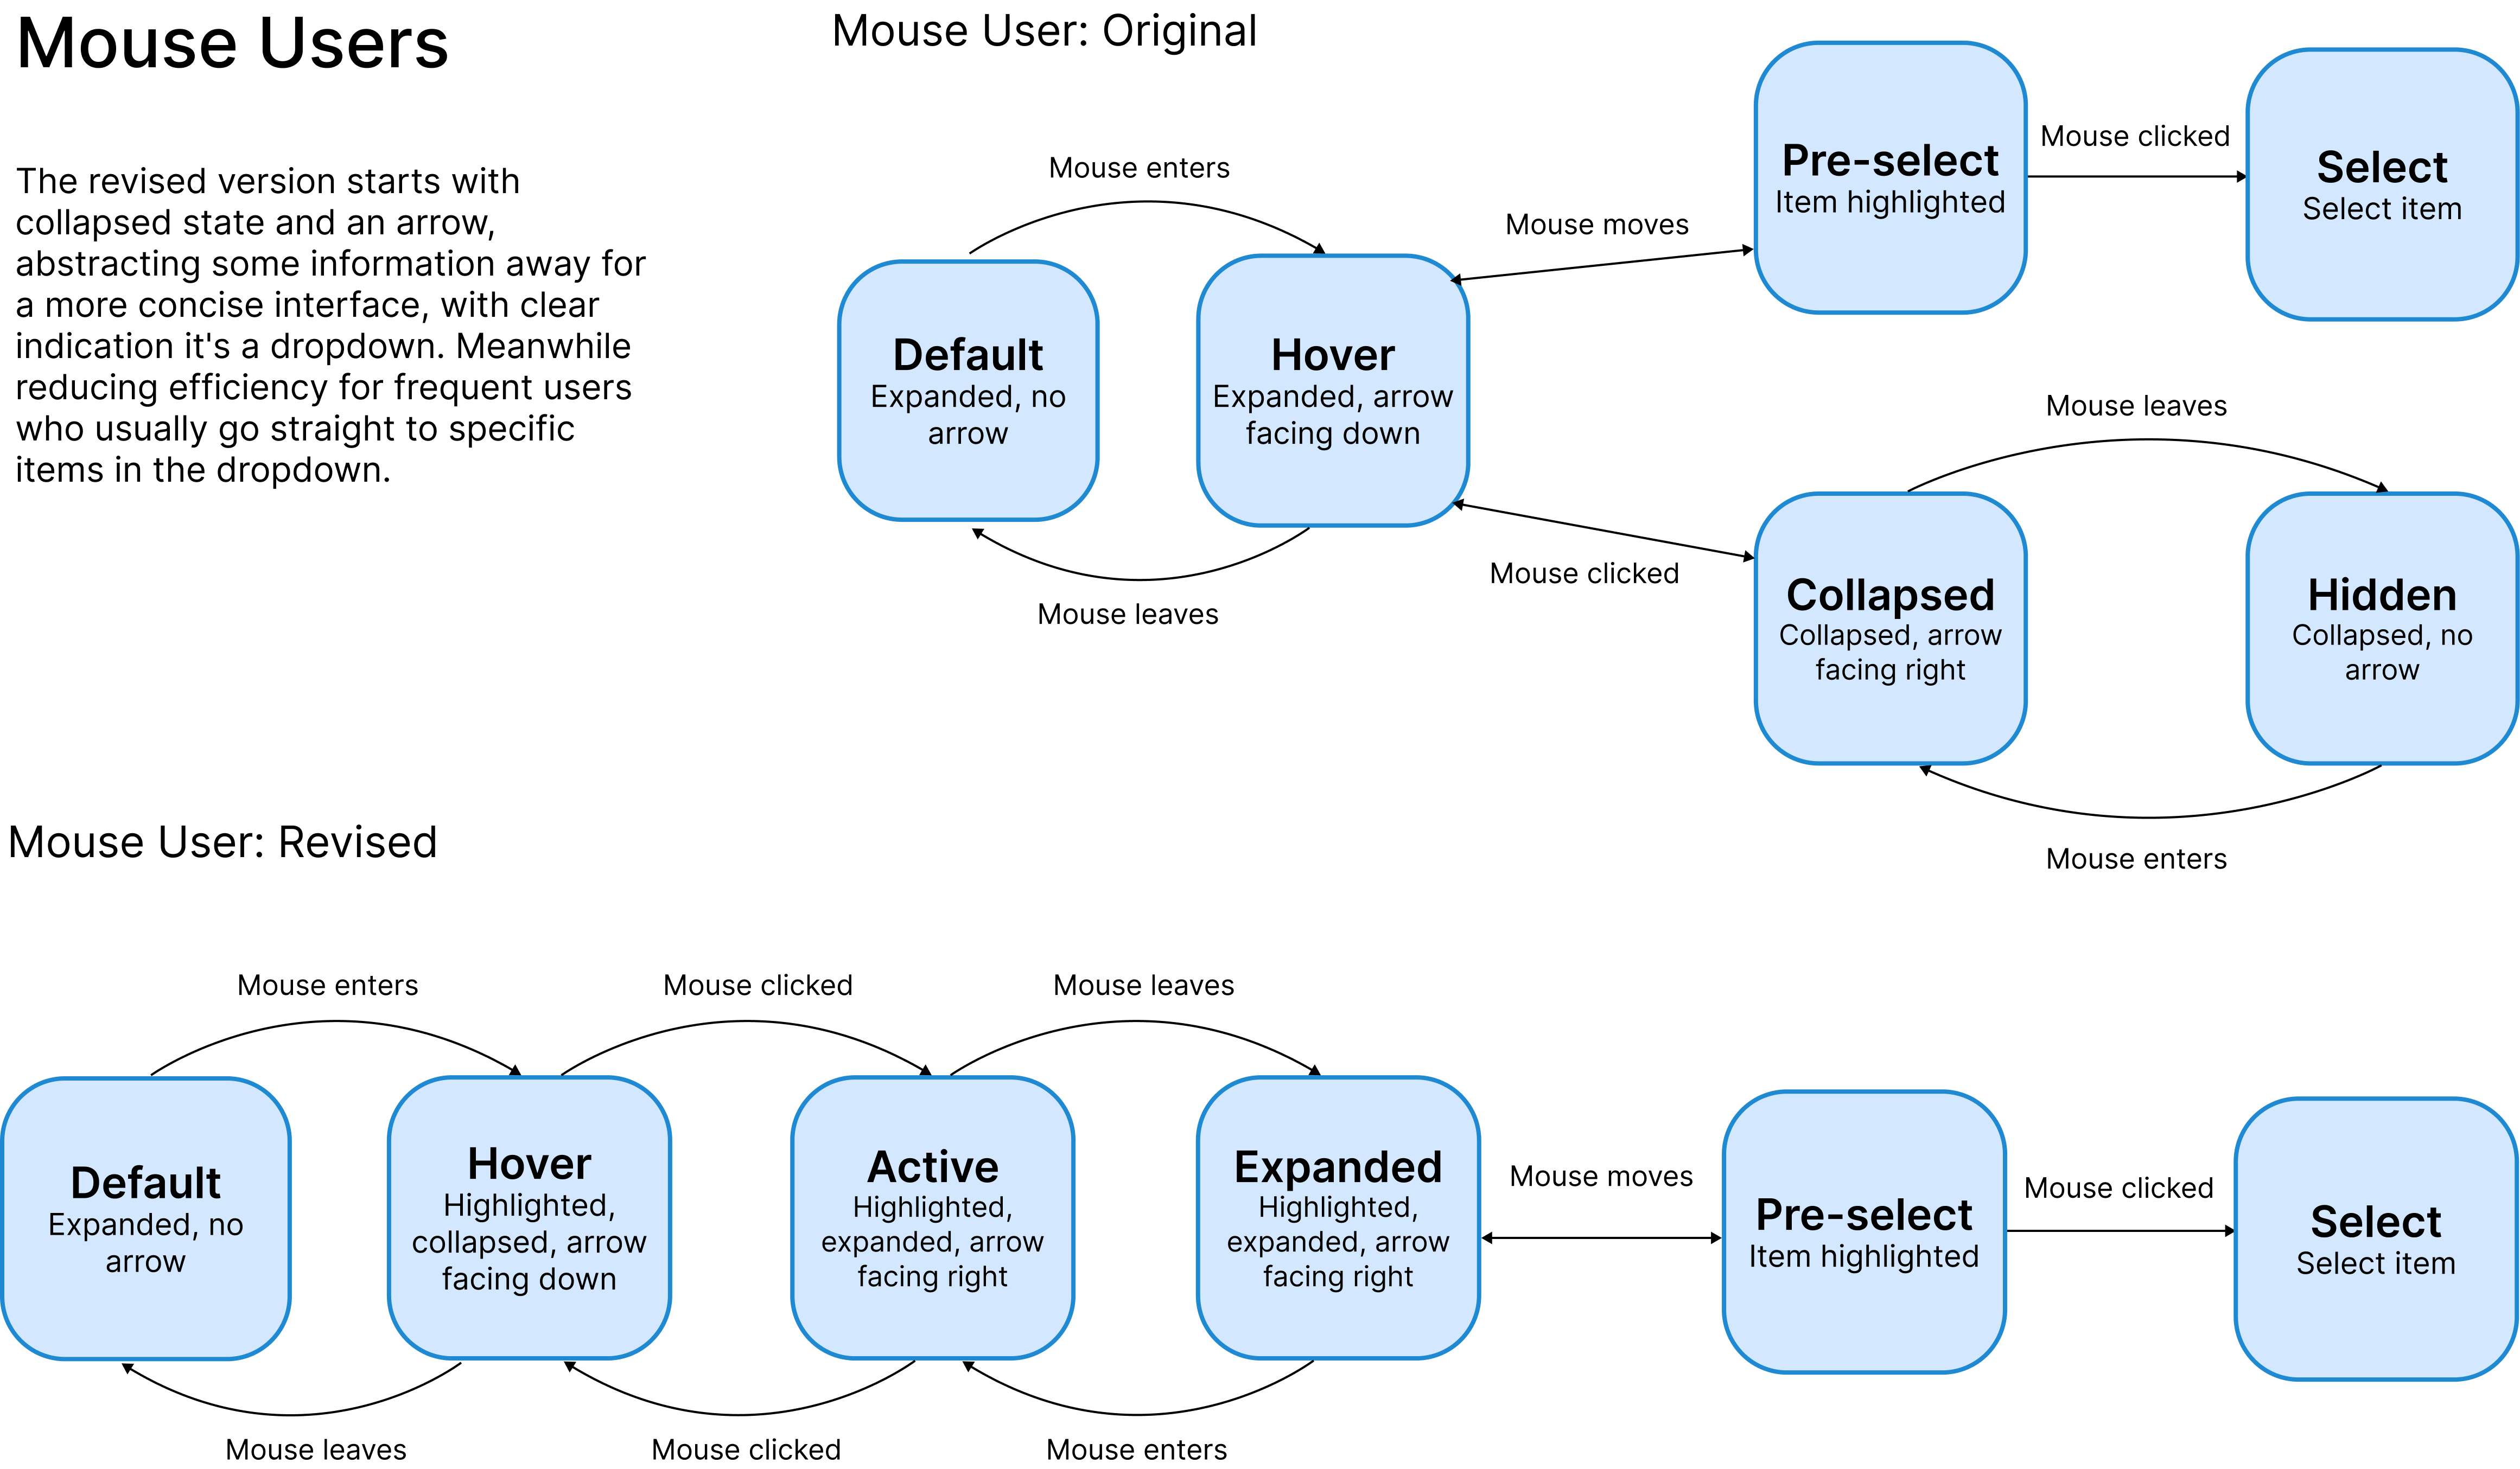 Mouse Users
The revised version starts with
collapsed state and an arrow,
abstracting some information away for
a more concise interface, with clear
indication it's a dropdown. Meanwhile
reducing efficiency for frequent users
who usually go straight to specific
items in the dropdown.
Mouse User: Original
Mouse enters
Default
Expanded, no
arrow
Hover
Expanded, arrow
facing down
Mouse leaves
Mouse moves
Pre-select
Item highlighted
Mouse clicked
Select
Select item
Mouse clicked
Mouse leaves
Collapsed
Collapsed, arrow
facing right
Hidden
Collapsed, no
arrow
Mouse enters
Mouse User: Revised
Mouse enters
Mouse clicked
Mouse leaves
Default
Expanded, no
arrow
Hover
Highlighted,
collapsed, arrow
facing down
Active
Highlighted,
expanded, arrow
facing right
Expanded
Highlighted,
expanded, arrow
facing right
Mouse moves
Pre-select
Item highlighted
Mouse clicked
Select
Select item
Mouse leaves
Mouse clicked
Mouse enters